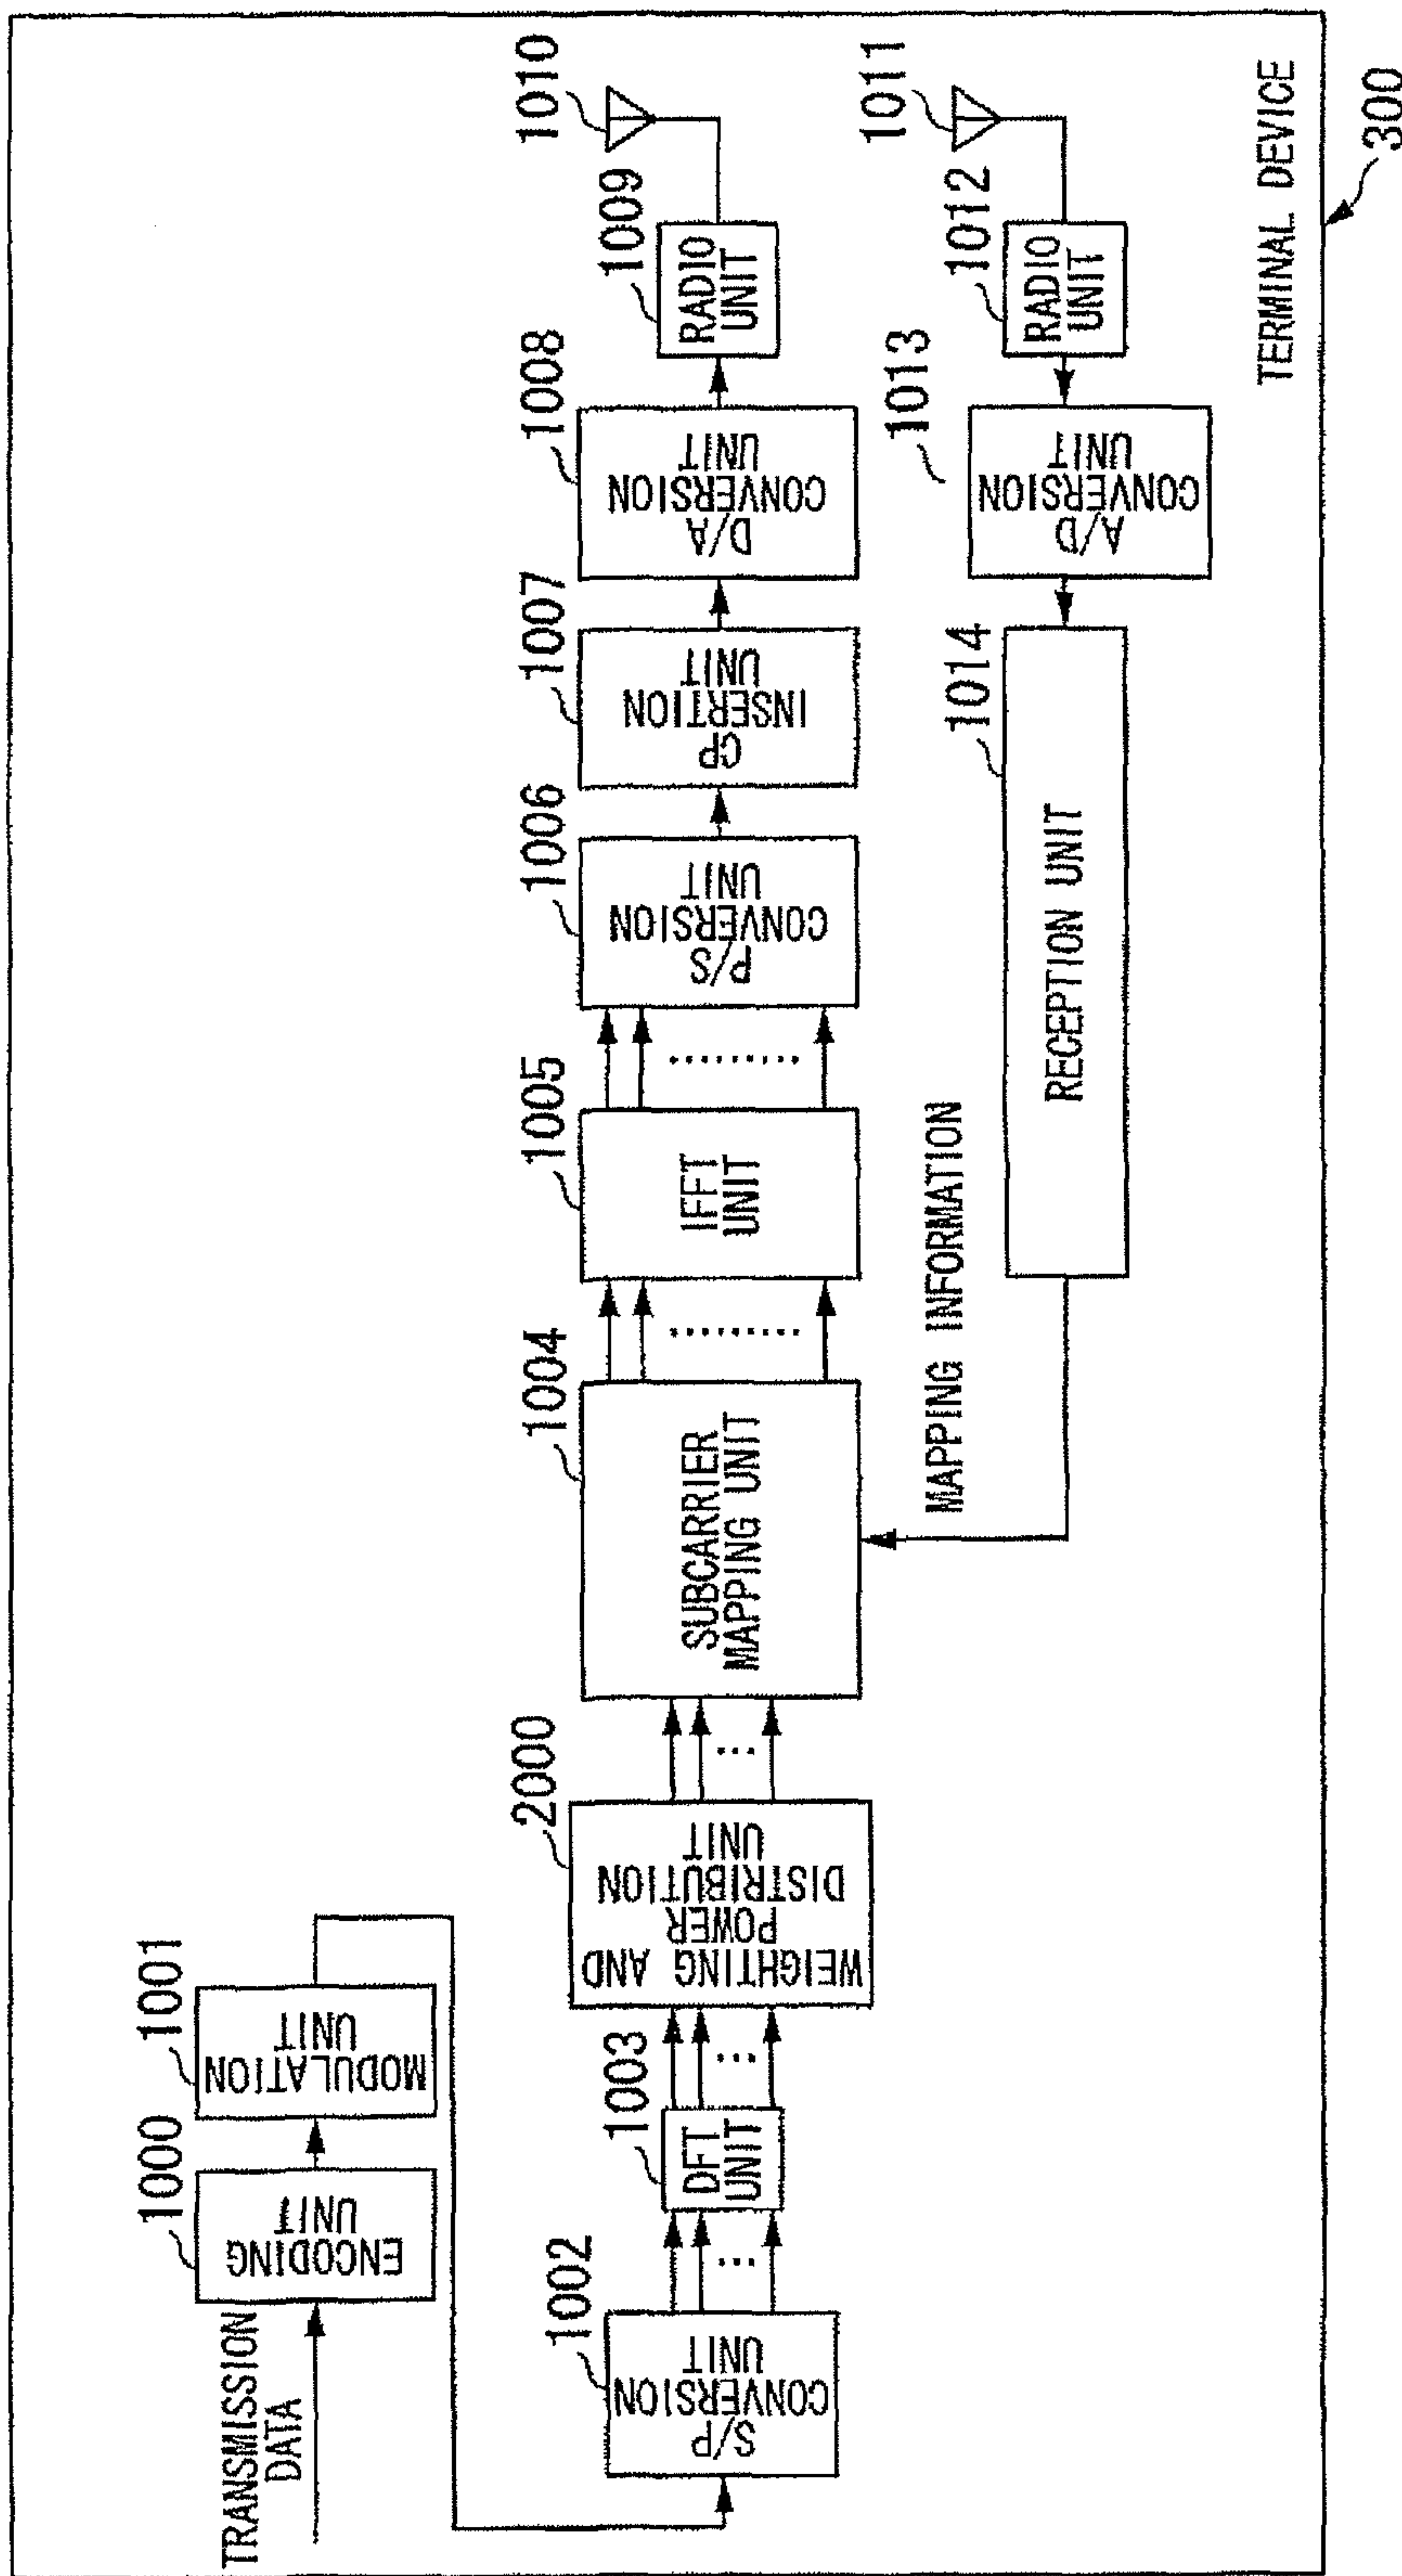 TRANSMISSION
DATA
1000
ENCODING
UNIT
1001
MODULATION
UNIT
1002
S/P
CONVERSION
UNIT
1003
DFT
UNIT
2000
WEIGHTING AND
POWER
DISTRIBUTION
UNIT
1004
SUBCARRIER
MAPPING UNIT
1005
IFFT
UNIT
1006
P/S
CONVERSION
UNIT
1007
CP
INSERTION
UNIT
1008
D/A
CONVERSION
UNIT
1009
RADIO
UNIT
1010
MAPPING INFORMATION
1014
RECEPTION UNIT
1013
A/D
CONVERSION
UNIT
1012
RADIO
UNIT
1011
TERMINAL DEVICE
300